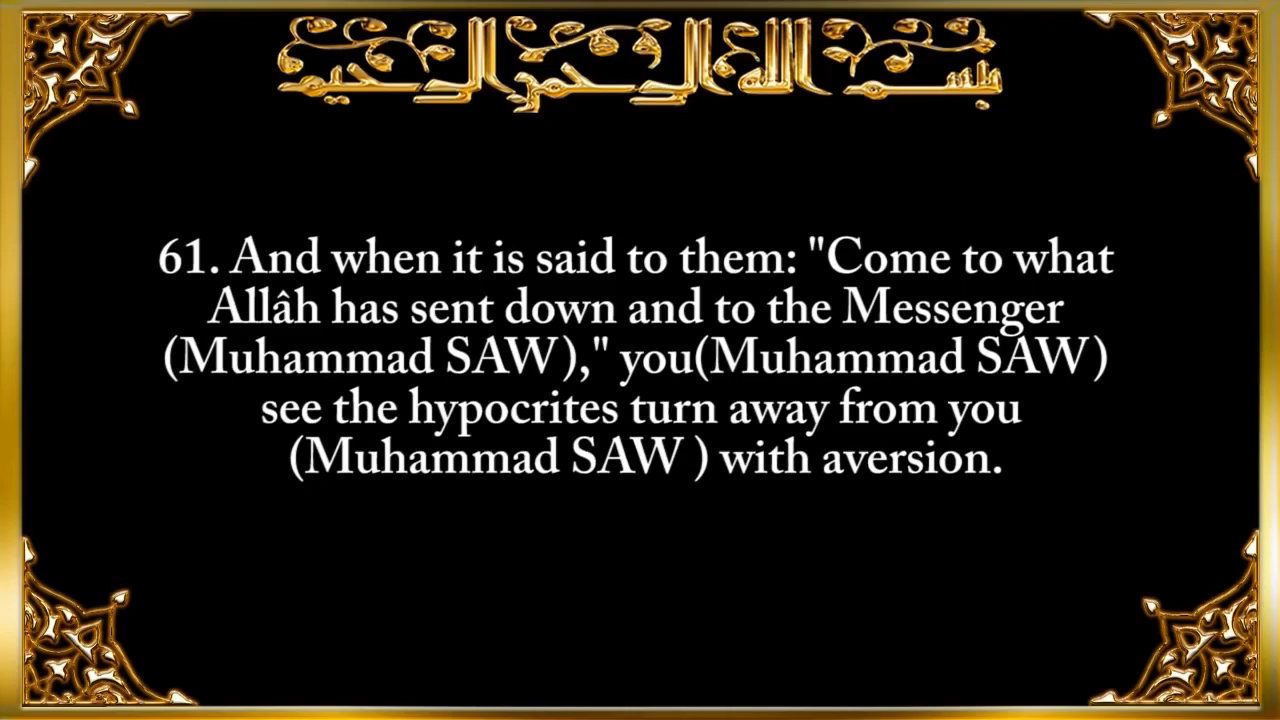 بسم الله الرحمن الرحيم
61. And when it is said to them: "Come to what
Allâh has sent down and to the Messenger
(Muhammad SAW)," you(Muhammad SAW)
see the hypocrites turn away from you
(Muhammad SAW ) with aversion.